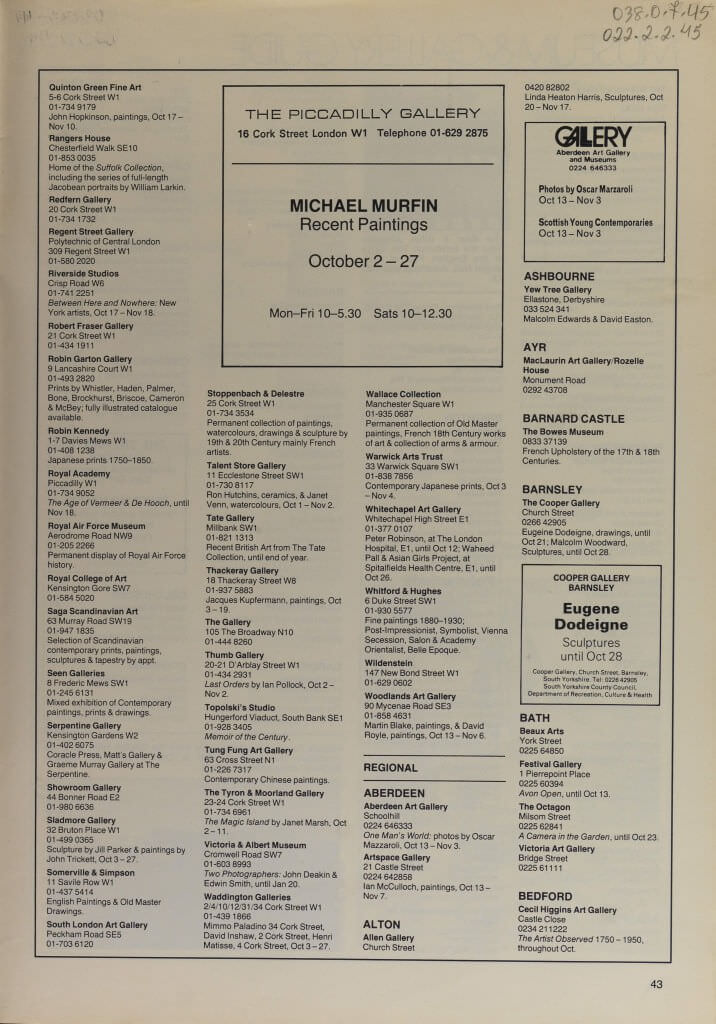 038.0.7.45
022.2.2.45
Quinton Green Fine Art
5-6 Cork Street W1
01-734 9179
John Hopkinson, paintings, Oct 17 –
Nov 10.
Rangers House
Chesterfield Walk SE10
01-853 0035
Home of the Suffolk Collection,
including the series of full-length
Jacobean portraits by William Larkin.
Redfern Gallery
20 Cork Street W1
01-734 1732
Regent Street Gallery
Polytechnic of Central London
309 Regent Street W1
01-580 2020
Riverside Studios
Crisp Road W6
01-741 2251
Between Here and Nowhere: New
York artists, Oct 17 – Nov 18.
Robert Fraser Gallery
21 Cork Street W1
01-434 1911
Robin Garton Gallery
9 Lancashire Court W1
01-493 2820
Prints by Whistler, Haden, Palmer,
Bone, Brockhurst, Briscoe, Cameron
& McBey; fully illustrated catalogue
available.
Robin Kennedy
1-7 Davies Mews W1
01-408 1238
Japanese prints 1750–1850.
Royal Academy
Piccadilly W1
01-734 9052
The Age of Vermeer & De Hooch, until
Nov 18.
Royal Air Force Museum
Aerodrome Road NW9
01-205 2266
Permanent display of Royal Air Force
history.
Royal College of Art
Kensington Gore SW7
01-584 5020
Saga Scandinavian Art
63 Murray Road SW19
01-947 1835
Selection of Scandinavian
contemporary prints, paintings,
sculptures & tapestry by appt.
Seen Galleries
8 Frederic Mews SW1
01-245 6131
Mixed exhibition of Contemporary
paintings, prints & drawings.
Serpentine Gallery
Kensington Gardens W2
01-402 6075
Coracle Press, Matt's Gallery &
Graeme Murray Gallery at The
Serpentine.
Showroom Gallery
44 Bonner Road E2
01-980 6636
Sladmore Gallery
32 Bruton Place W1
01-499 0365
Sculpture by Jill Parker & paintings by
John Trickett, Oct 3 – 27.
Somerville & Simpson
11 Savile Row W1
01-437 5414
English Paintings & Old Master
Drawings.
South London Art Gallery
Peckham Road SE5
01-703 6120
THE PICCADILLY GALLERY
16 Cork Street London W1 Telephone 01-629 2875
MICHAEL MURFIN
Recent Paintings
October 2 – 27
Mon–Fri 10–5.30 Sats 10–12.30
Stoppenbach & Delestre
25 Cork Street W1
01-734 3534
Permanent collection of paintings,
watercolours, drawings & sculpture by
19th & 20th Century mainly French
artists.
Talent Store Gallery
11 Ecclestone Street SW1
01-730 8117
Ron Hutchins, ceramics, & Janet
Venn, watercolours, Oct 1 – Nov 2.
Tate Gallery
Millbank SW1
01-821 1313
Recent British Art from The Tate
Collection, until end of year.
Thackeray Gallery
18 Thackeray Street W8
01-937 5883
Jacques Kupfermann, paintings, Oct
3 – 19.
The Gallery
105 The Broadway N10
01-444 8260
Thumb Gallery
20-21 D'Arblay Street W1
01-434 2931
Last Orders by Ian Pollock, Oct 2 –
Nov 2.
Topolski's Studio
Hungerford Viaduct, South Bank SE1
01-928 3405
Memoir of the Century.
Tung Fung Art Gallery
63 Cross Street N1
01-226 7317
Contemporary Chinese paintings.
The Tyron & Moorland Gallery
23-24 Cork Street W1
01-734 6961
The Magic Island by Janet Marsh, Oct
2 – 11.
Victoria & Albert Museum
Cromwell Road SW7
01-603 8993
Two Photographers: John Deakin &
Edwin Smith, until Jan 20.
Waddington Galleries
2/4/10/12/31/34 Cork Street W1
01-439 1866
Mimmo Paladino 34 Cork Street,
David Inshaw, 2 Cork Street, Henri
Matisse, 4 Cork Street, Oct 3 – 27.
Wallace Collection
Manchester Square W1
01-935 0687
Permanent collection of Old Master
paintings, French 18th Century works
of art & collection of arms & armour.
Warwick Arts Trust
33 Warwick Square SW1
01-838 7856
Contemporary Japanese prints, Oct 3
– Nov 4.
Whitechapel Art Gallery
Whitechapel High Street E1
01-377 0107
Peter Robinson, at The London
Hospital, E1, until Oct 12; Waheed
Pall & Asian Girls Project, at
Spitalfields Health Centre, E1, until
Oct 26.
Whitford & Hughes
6 Duke Street SW1
01-930 5577
Fine paintings 1880–1930;
Post-Impressionist, Symbolist, Vienna
Secession, Salon & Academy
Orientalist, Belle Epoque.
Wildenstein
147 New Bond Street W1
01-629 0602
Woodlands Art Gallery
90 Mycenae Road SE3
01-858 4631
Martin Blake, paintings, & David
Royle, paintings, Oct 13 – Nov 6.
REGIONAL
ABERDEEN
Aberdeen Art Gallery
Schoolhill
0224 646333
One Man's World: photos by Oscar
Mazzaroli, Oct 13 – Nov 3.
Artspace Gallery
21 Castle Street
0224 642858
Ian McCulloch, paintings, Oct 13 –
Nov 7.
ALTON
Allen Gallery
Church Street
0420 82802
Linda Heaton Harris, Sculptures, Oct
20 – Nov 17.
GALLERY
Aberdeen Art Gallery
and Museums
0224 646333
Photos by Oscar Marzaroli
Oct 13 – Nov 3
Scottish Young Contemporaries
Oct 13 – Nov 3
ASHBOURNE
Yew Tree Gallery
Ellastone, Derbyshire
033 524 341
Malcolm Edwards & David Easton.
AYR
MacLaurin Art Gallery/Rozelle
House
Monument Road
0292 43708
BARNARD CASTLE
The Bowes Museum
0833 37139
French Upholstery of the 17th & 18th
Centuries.
BARNSLEY
The Cooper Gallery
Church Street
0266 42905
Eugene Dodeigne, drawings, until
Oct 21; Malcolm Woodward,
Sculptures, until Oct 28.
COOPER GALLERY
BARNSLEY
Eugene
Dodeigne
Sculptures
until Oct 28
Cooper Gallery, Church Street, Barnsley,
South Yorkshire. Tel: 0226 42905
South Yorkshire County Council,
Department of Recreation, Culture & Health
BATH
Beaux Arts
York Street
0225 64850
Festival Gallery
1 Pierrepoint Place
0225 60394
Avon Open, until Oct 13.
The Octagon
Milsom Street
0225 62841
A Camera in the Garden, until Oct 23.
Victoria Art Gallery
Bridge Street
0225 61111
BEDFORD
Cecil Higgins Art Gallery
Castle Close
0234 211222
The Artist Observed 1750 – 1950,
throughout Oct.
43